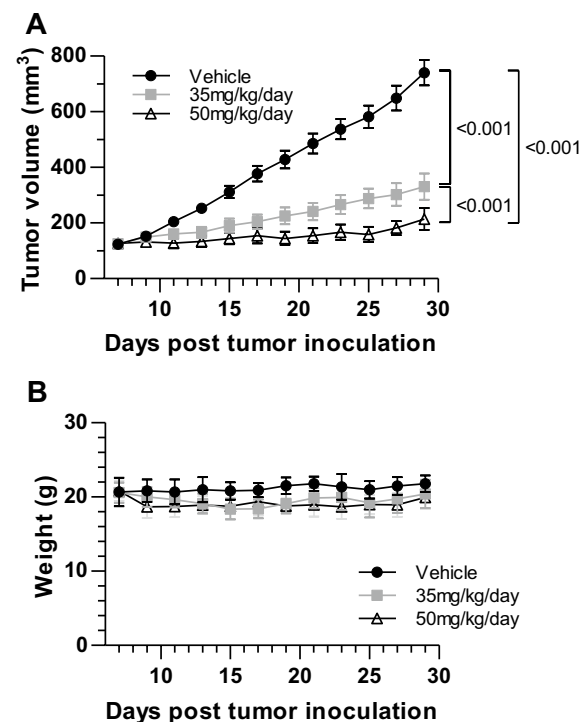 A
Tumor volume (mm³)
800
600
400
200
0
Vehicle
35mg/kg/day
50mg/kg/day
<0.001
<0.001
<0.001
10 15 20 25 30
Days post tumor inoculation
B
Weight (g)
30
20
10
0
Vehicle
35mg/kg/day
50mg/kg/day
10 15 20 25 30
Days post tumor inoculation